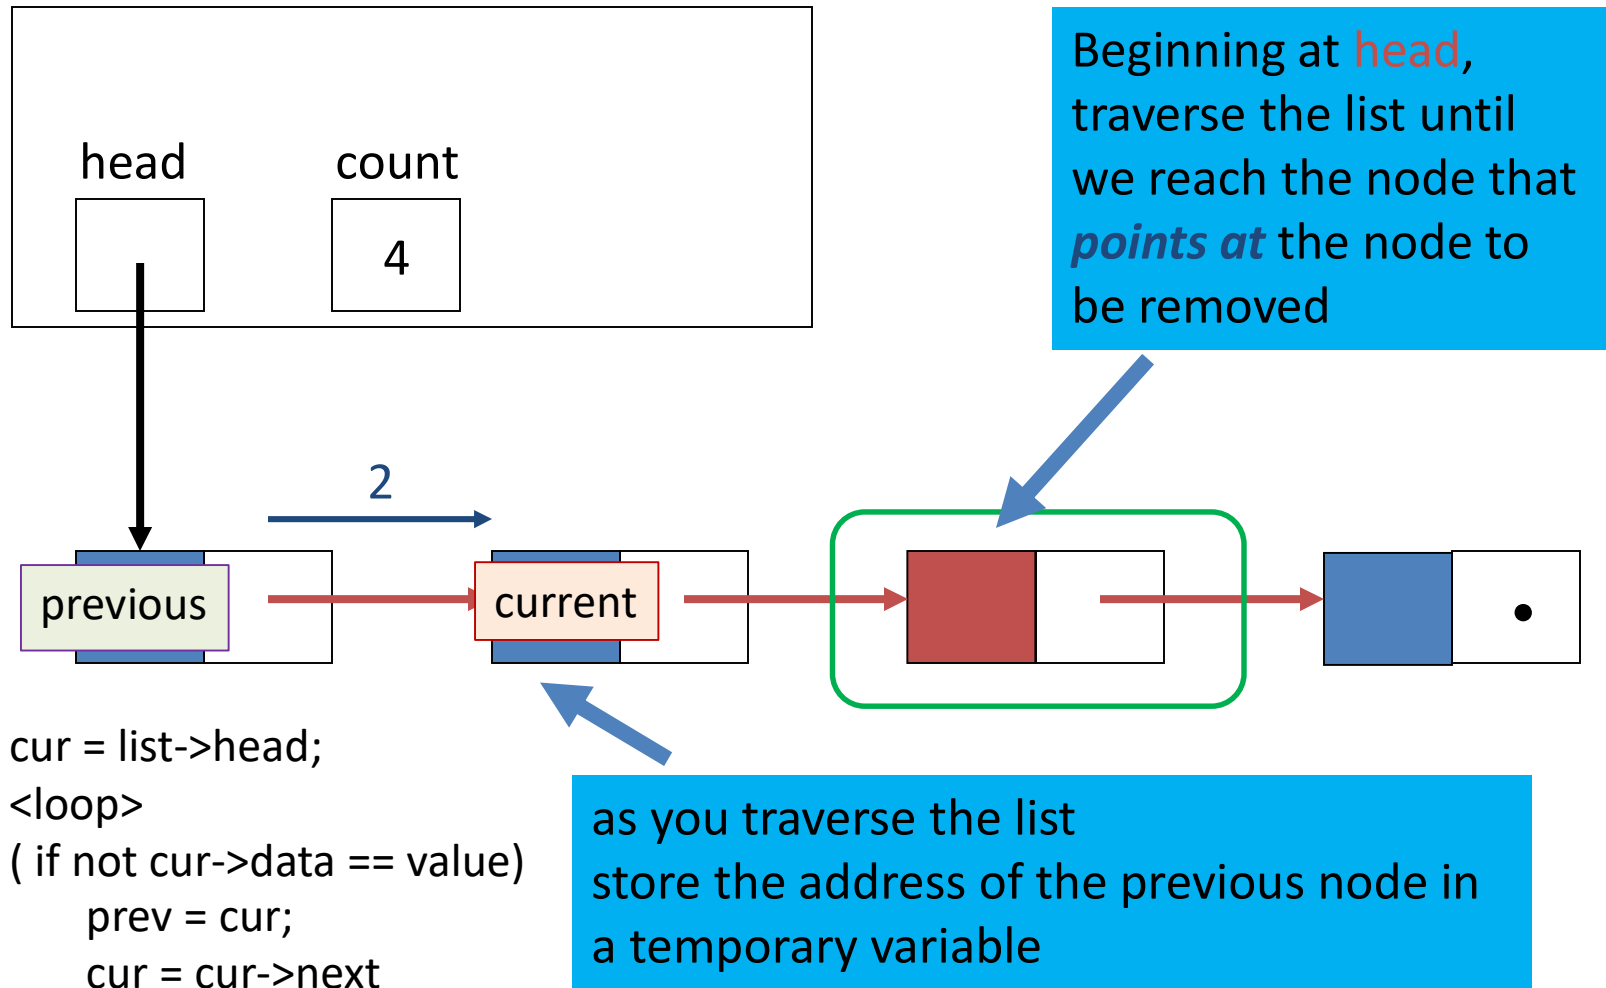 head
count
4
Beginning at head,
traverse the list until
we reach the node that
points at the node to
be removed
2
previous
current
cur = list->head;
<loop>
( if not cur->data == value)
prev = cur;
cur = cur->next
as you traverse the list
store the address of the previous node in
a temporary variable